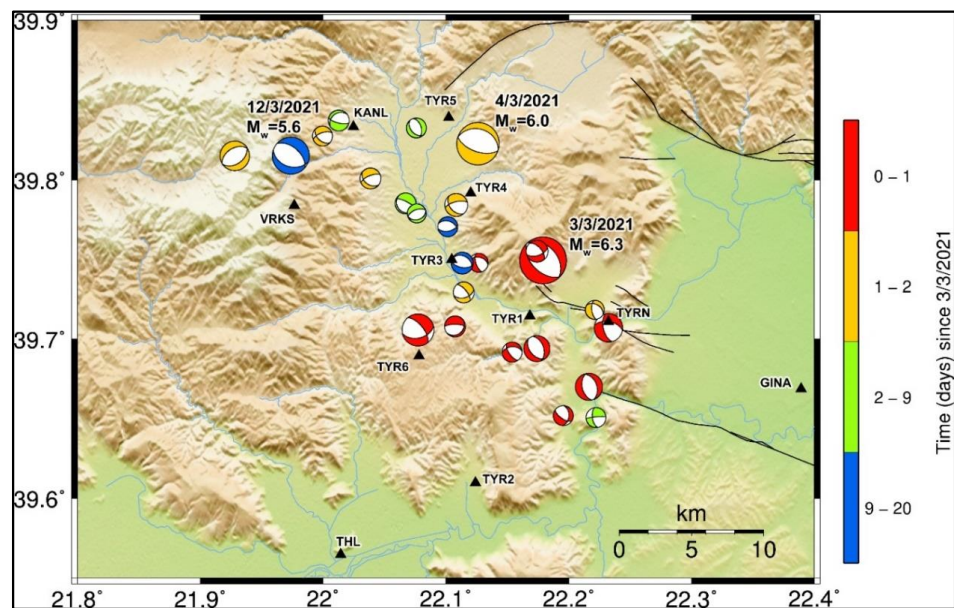 39.9°
39.8°
39.7°
39.6°
21.8
21.9
22
22.1
22.2
22.3
22.4
12/3/2021
M_w=5.6
KANL
TYR5
4/3/2021
M_w=6.0
VRKS
TYR4
3/3/2021
M_w=6.3
TYR3
TYR1
TYRN
TYR6
GINA
TYR2
THL
km
0 5 10
0 – 1
1 – 2
2 – 9
9 – 20
Time (days) since 3/3/2021